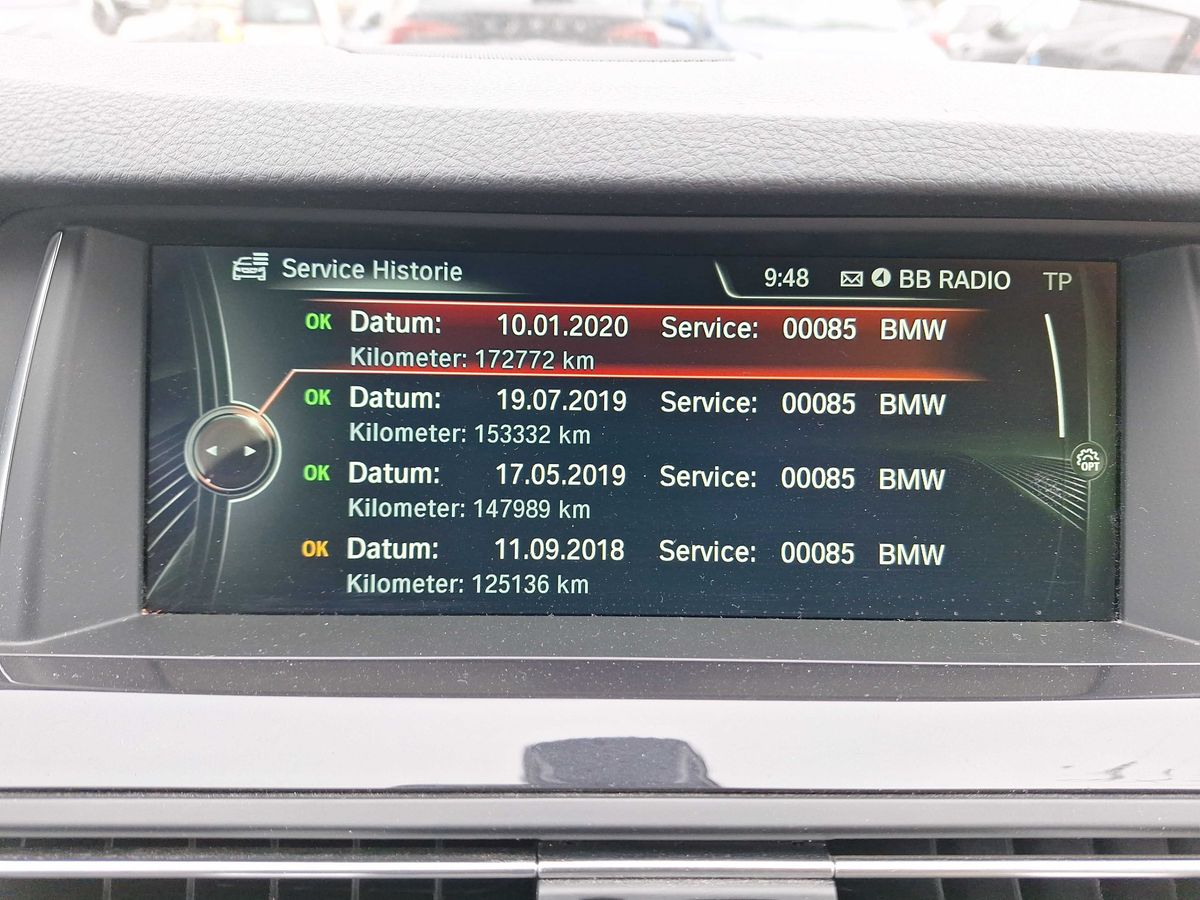 Service Historie 9:48 BB RADIO TP
OK Datum: 10.01.2020 Service: 00085 BMW
Kilometer: 172772 km
OK Datum: 19.07.2019 Service: 00085 BMW
Kilometer: 153332 km
OK Datum: 17.05.2019 Service: 00085 BMW
Kilometer: 147989 km
OPT
OK Datum: 11.09.2018 Service: 00085 BMW
Kilometer: 125136 km